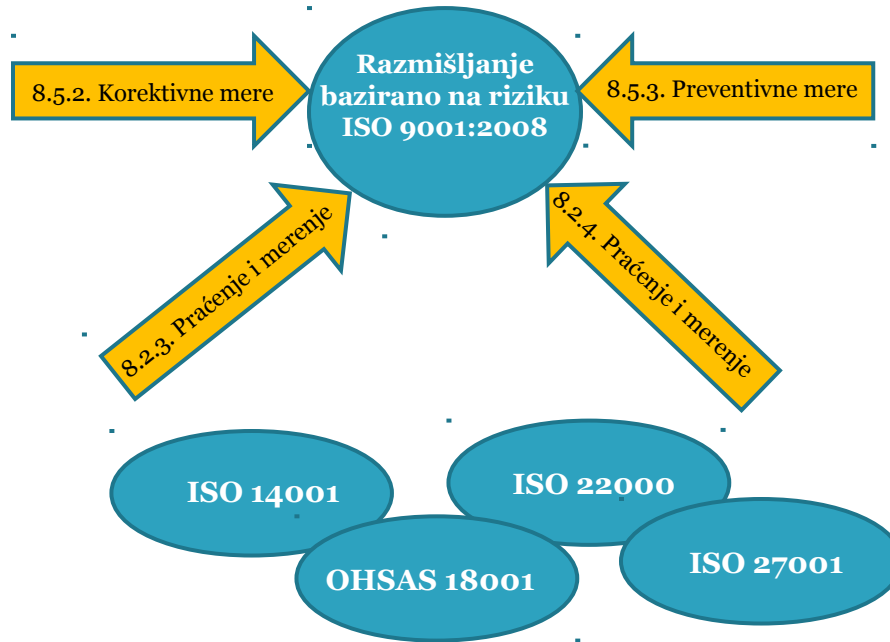 Razmišljanje
bazirano na riziku
ISO 9001:2008
8.5.2. Korektivne mere
8.5.3. Preventivne mere
8.2.3. Praćenje i merenje
8.2.4. Praćenje i merenje
ISO 14001
ISO 22000
OHSAS 18001
ISO 27001